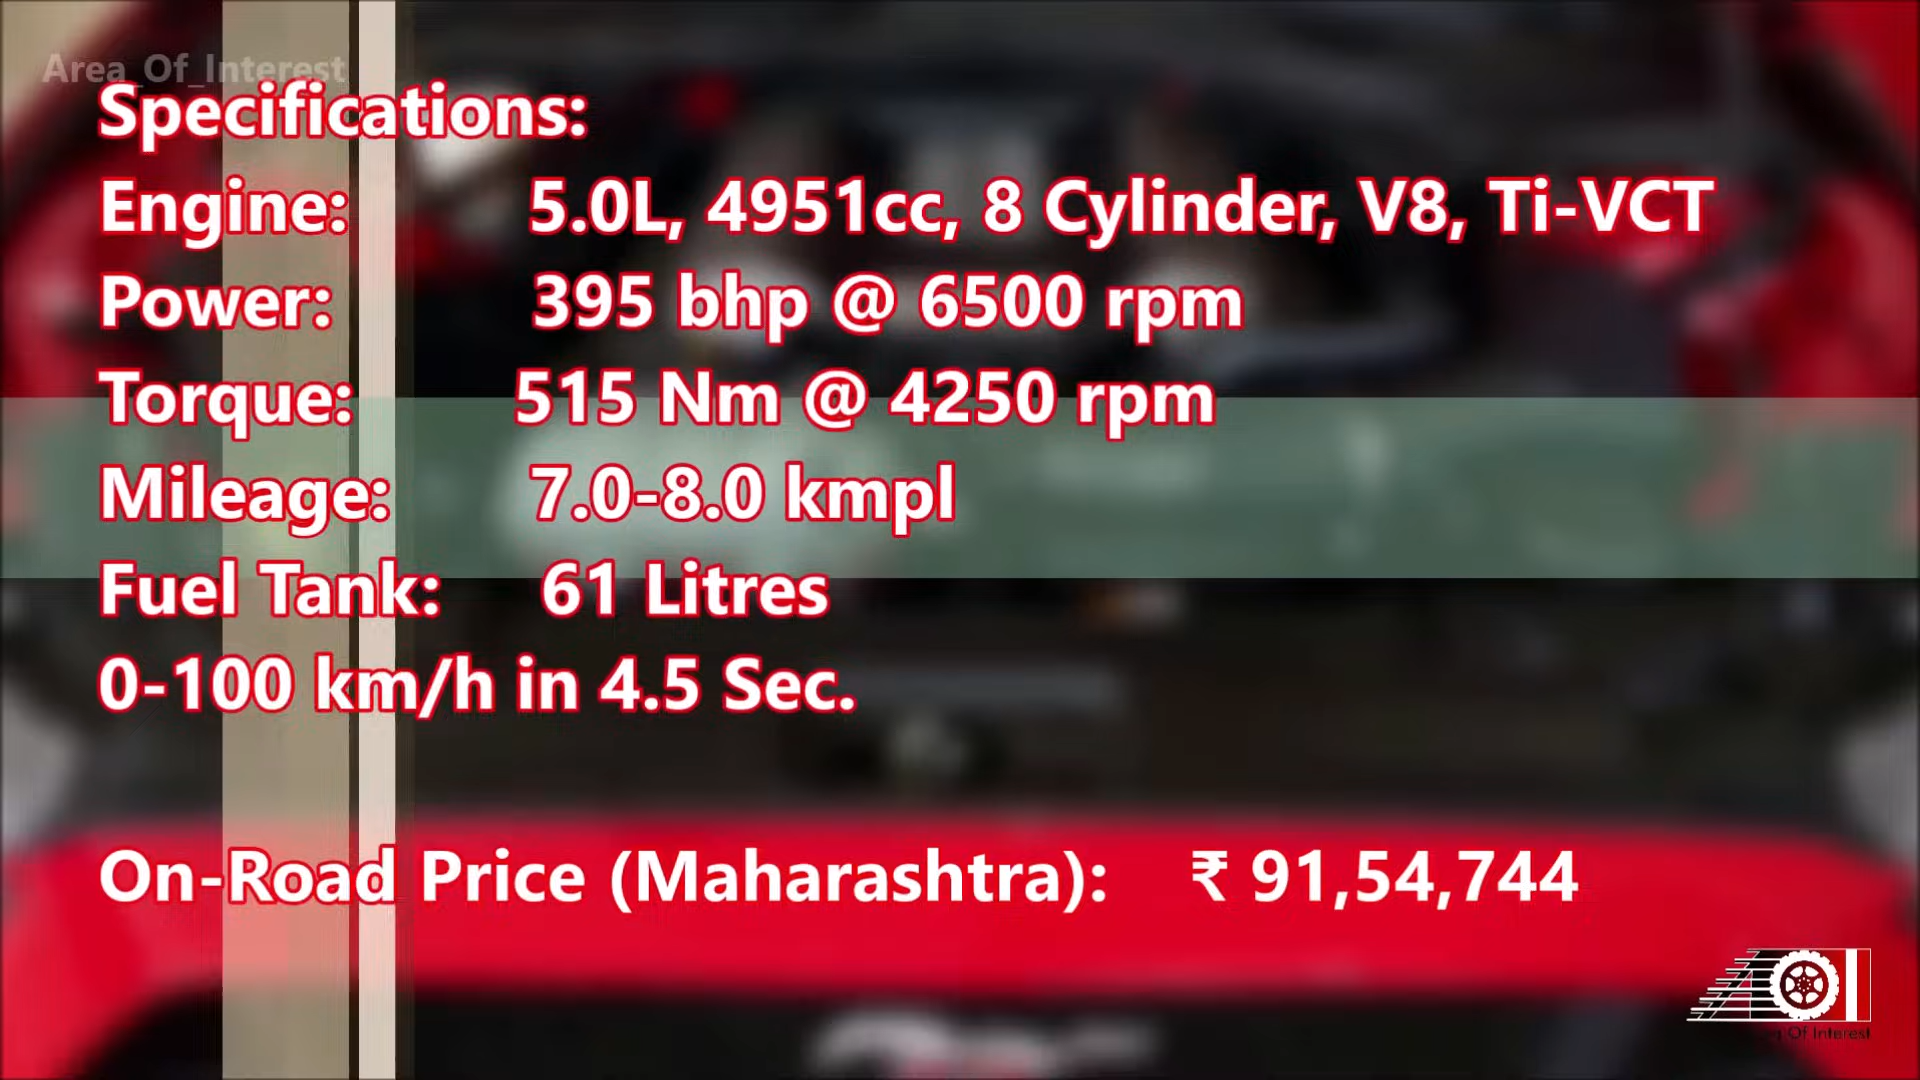 Area_Of_Interest
Specifications:
Engine: 5.0L, 4951cc, 8 Cylinder, V8, Ti-VCT
Power: 395 bhp @ 6500 rpm
Torque: 515 Nm @ 4250 rpm
Mileage: 7.0-8.0 kmpl
Fuel Tank: 61 Litres
0-100 km/h in 4.5 Sec.
On-Road Price (Maharashtra): ₹ 91,54,744
AOI
Of Interest